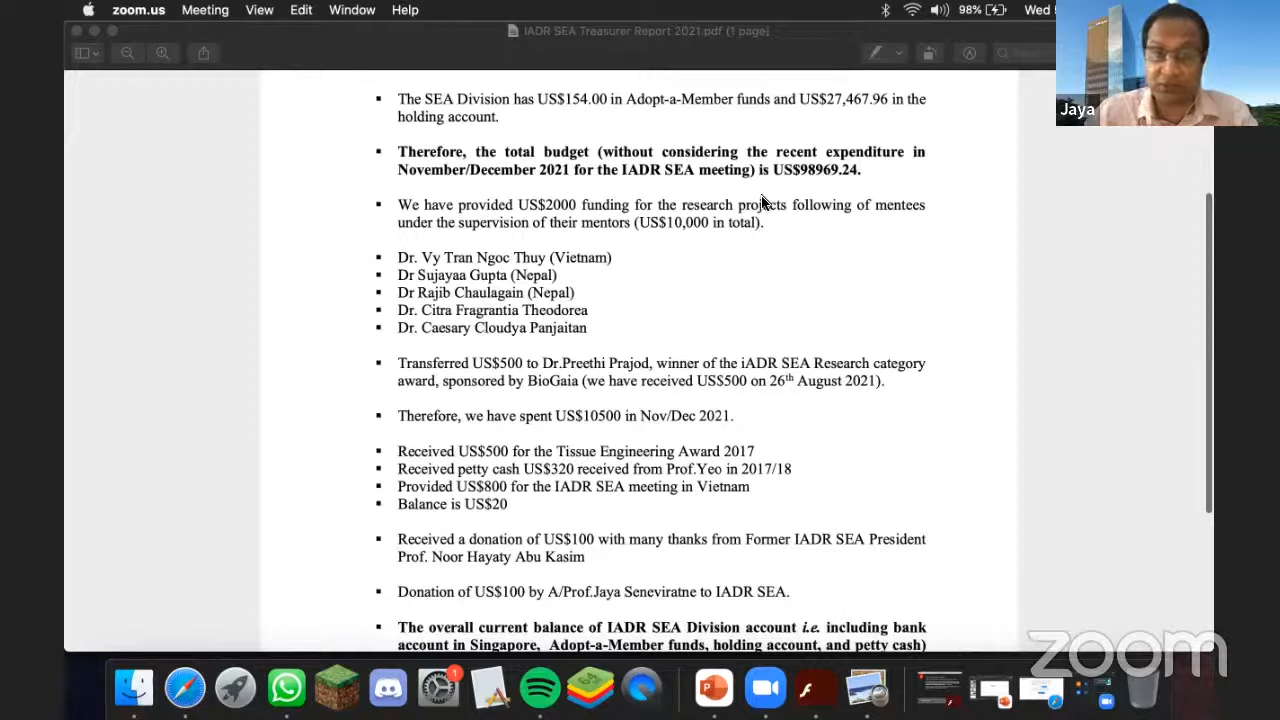 zoom.us Meeting View Edit Window Help 98% Wed
IADR SEA Treasurer Report 2021.pdf (1 page)
Jaya
▪ The SEA Division has US$154.00 in Adopt-a-Member funds and US$27,467.96 in the
holding account.
▪ Therefore, the total budget (without considering the recent expenditure in
November/December 2021 for the IADR SEA meeting) is US$98969.24.
▪ We have provided US$2000 funding for the research projects following of mentees
under the supervision of their mentors (US$10,000 in total).
▪ Dr. Vy Tran Ngoc Thuy (Vietnam)
▪ Dr Sujayaa Gupta (Nepal)
▪ Dr Rajib Chaulagain (Nepal)
▪ Dr. Citra Fragrantia Theodorea
▪ Dr. Caesary Cloudya Panjaitan
▪ Transferred US$500 to Dr.Preethi Prajod, winner of the iADR SEA Research category
award, sponsored by BioGaia (we have received US$500 on 26th August 2021).
▪ Therefore, we have spent US$10500 in Nov/Dec 2021.
▪ Received US$500 for the Tissue Engineering Award 2017
▪ Received petty cash US$320 received from Prof.Yeo in 2017/18
▪ Provided US$800 for the IADR SEA meeting in Vietnam
▪ Balance is US$20
▪ Received a donation of US$100 with many thanks from Former IADR SEA President
Prof. Noor Hayaty Abu Kasim
▪ Donation of US$100 by A/Prof.Jaya Seneviratne to IADR SEA.
▪ The overall current balance of IADR SEA Division account i.e. including bank
account in Singapore, Adopt-a-Member funds, holding account, and petty cash)
zoom
1
64